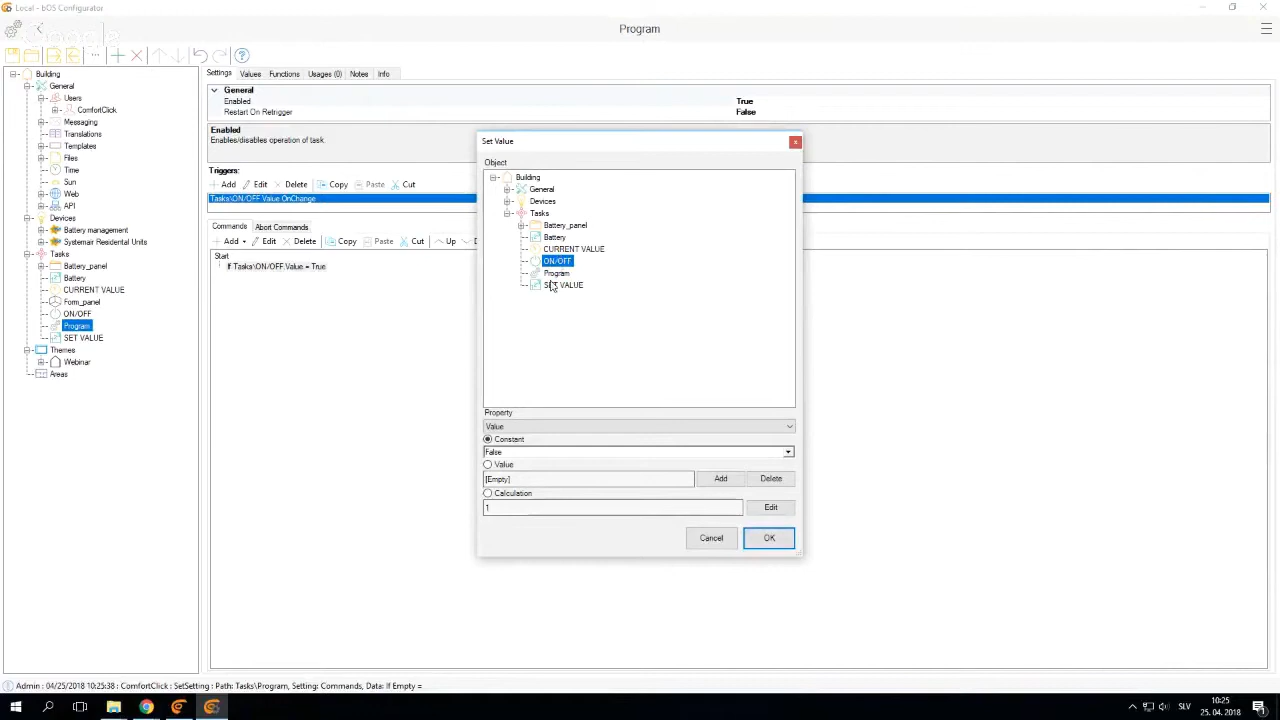 Local - bOS Configurator
Program
Building
General
Users
ComfortClick
Messaging
Translations
Templates
Files
Time
Sun
Web
API
Devices
Battery management
Systemair Residental Units
Tasks
Battery_panel
Battery
CURRENT VALUE
Form_panel
ON/OFF
Program
SET VALUE
Themes
Webinar
Areas
Settings Values Functions Usages (0) Notes Info
General
Enabled True
Restart On Retrigger False
Enabled
Enables/disables operation of task.
Triggers:
Add Edit Delete Copy Paste Cut
Tasks\ON/OFF Value OnChange
Commands Abort Commands
Add Edit Delete Copy Paste Cut Up
Start
If Tasks\ON/OFF.Value = True
Set Value
Object
Building
General
Devices
Tasks
Battery_panel
Battery
CURRENT VALUE
ON/OFF
Program
SET VALUE
Property
Value
Constant
False
Value
[Empty] Add Delete
Calculation
1 Edit
Cancel OK
Admin : 04/25/2018 10:25:38 : ComfortClick : SetSetting : Path: Tasks\Program, Setting: Commands, Data: If Empty =
SLV
10:25
25. 04. 2018